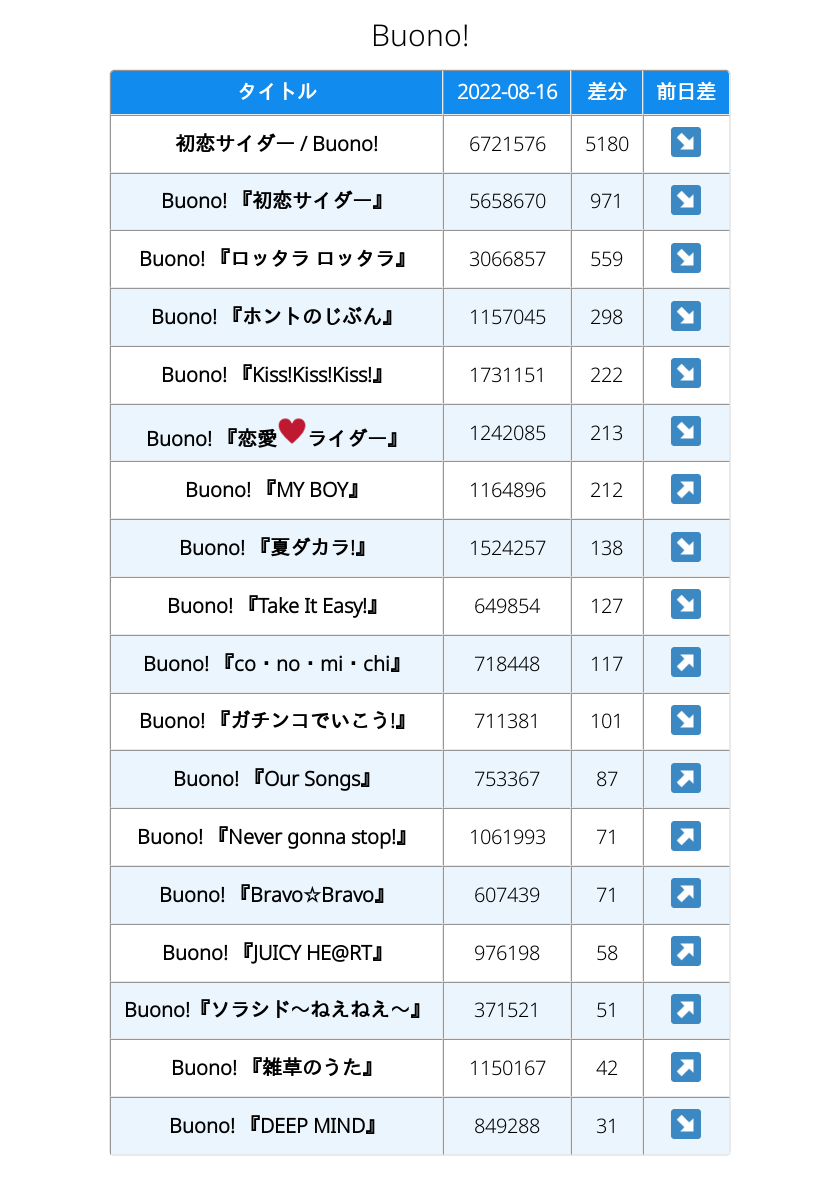 Buono!
タイトル 2022-08-16 差分 前日差
初恋サイダー / Buono! 6721576 5180 ↘
Buono! 『初恋サイダー』 5658670 971 ↘
Buono! 『ロッタラ ロッタラ』 3066857 559 ↘
Buono! 『ホントのじぶん』 1157045 298 ↘
Buono! 『Kiss!Kiss!Kiss!』 1731151 222 ↘
Buono! 『恋愛♥ライダー』 1242085 213 ↘
Buono! 『MY BOY』 1164896 212 ↗
Buono! 『夏ダカラ!』 1524257 138 ↘
Buono! 『Take It Easy!』 649854 127 ↘
Buono! 『co・no・mi・chi』 718448 117 ↗
Buono! 『ガチンコでいこう!』 711381 101 ↘
Buono! 『Our Songs』 753367 87 ↗
Buono! 『Never gonna stop!』 1061993 71 ↗
Buono! 『Bravo☆Bravo』 607439 71 ↗
Buono! 『JUICY HE@RT』 976198 58 ↗
Buono!『ソラシド～ねえねえ～』 371521 51 ↗
Buono! 『雑草のうた』 1150167 42 ↗
Buono! 『DEEP MIND』 849288 31 ↘